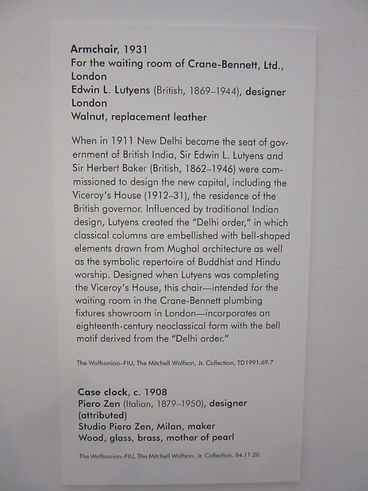 Armchair, 1931
For the waiting room of Crane-Bennett, Ltd.,
London
Edwin L. Lutyens (British, 1869–1944), designer
London
Walnut, replacement leather
When in 1911 New Delhi became the seat of gov-
ernment of British India, Sir Edwin L. Lutyens and
Sir Herbert Baker (British, 1862–1946) were com-
missioned to design the new capital, including the
Viceroy's House (1912–31), the residence of the
British governor. Influenced by traditional Indian
design, Lutyens created the “Delhi order,” in which
classical columns are embellished with bell-shaped
elements drawn from Mughal architecture as well
as the symbolic repertoire of Buddhist and Hindu
worship. Designed when Lutyens was completing
the Viceroy's House, this chair—intended for the
waiting room in the Crane-Bennett plumbing
fixtures showroom in London—incorporates an
eighteenth-century neoclassical form with the bell
motif derived from the “Delhi order.”
The Wolfsonian–FIU, The Mitchell Wolfson, Jr. Collection, TD1991.69.7
Case clock, c. 1908
Piero Zen (Italian, 1879–1950), designer
(attributed)
Studio Piero Zen, Milan, maker
Wood, glass, brass, mother of pearl
The Wolfsonian–FIU, The Mitchell Wolfson, Jr. Collection, 84.11.20